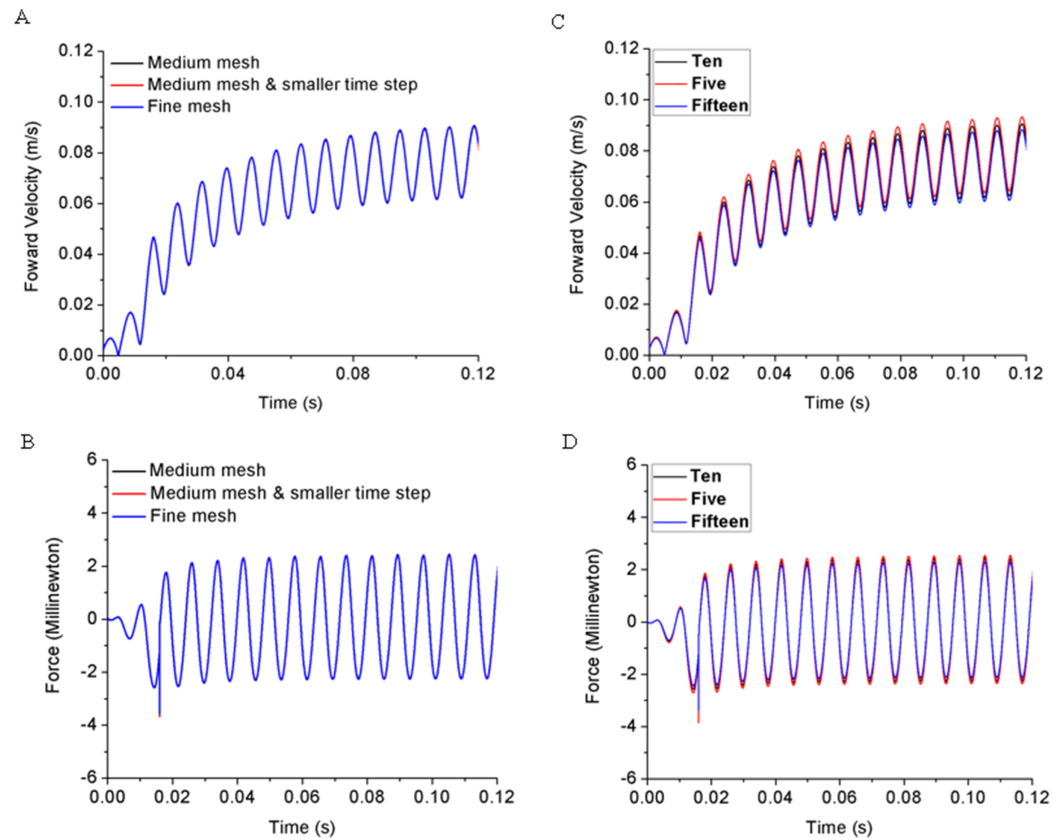 A
Medium mesh
Medium mesh & smaller time step
Fine mesh
0.12
0.10
0.08
0.06
0.04
0.02
0.00
Foward Velocity (m/s)
0.00 0.04 0.08 0.12
Time (s)
C
Ten
Five
Fifteen
0.12
0.10
0.08
0.06
0.04
0.02
0.00
Forward Velocity (m/s)
0.00 0.02 0.04 0.06 0.08 0.10 0.12
Time (s)
B
Medium mesh
Medium mesh & smaller time step
Fine mesh
6
4
2
0
-2
-4
-6
Force (Millinewton)
0.00 0.02 0.04 0.06 0.08 0.10 0.12
Time (s)
D
Ten
Five
Fifteen
6
4
2
0
-2
-4
-6
Force (Millinewton)
0.00 0.02 0.04 0.06 0.08 0.10 0.12
Time (s)